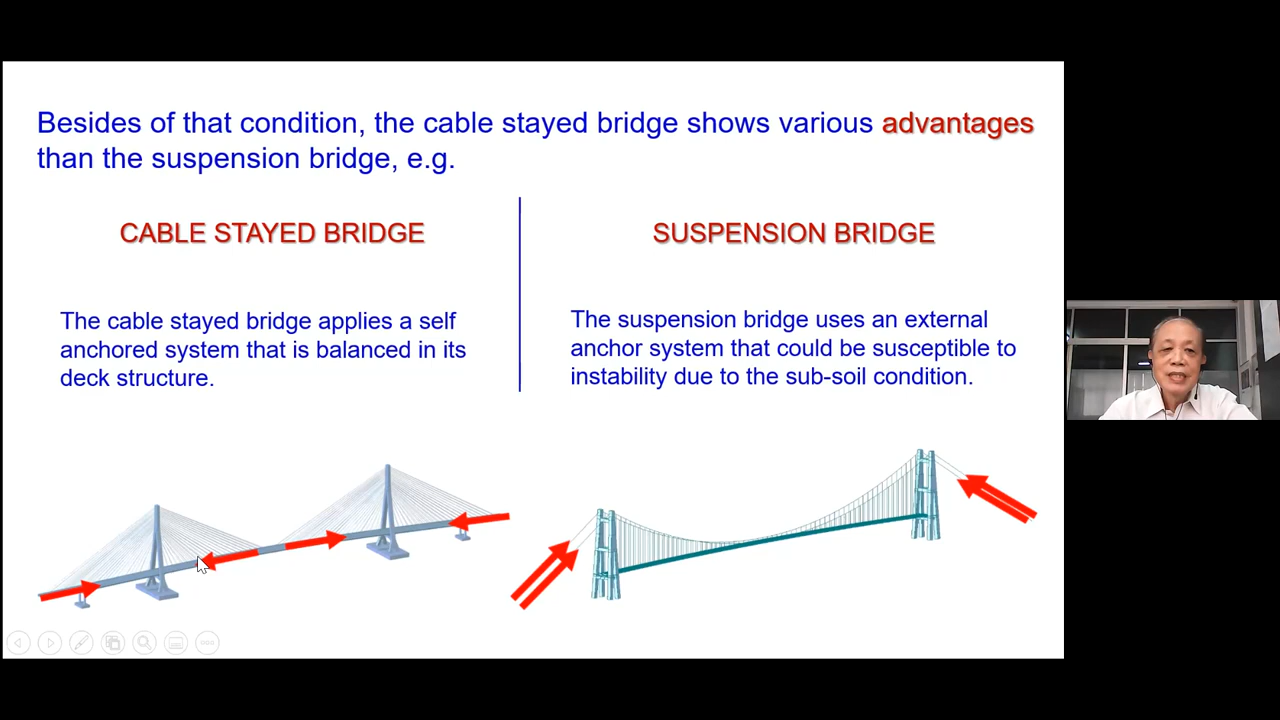 Besides of that condition, the cable stayed bridge shows various advantages
than the suspension bridge, e.g.
CABLE STAYED BRIDGE
The cable stayed bridge applies a self
anchored system that is balanced in its
deck structure.
SUSPENSION BRIDGE
The suspension bridge uses an external
anchor system that could be susceptible to
instability due to the sub-soil condition.